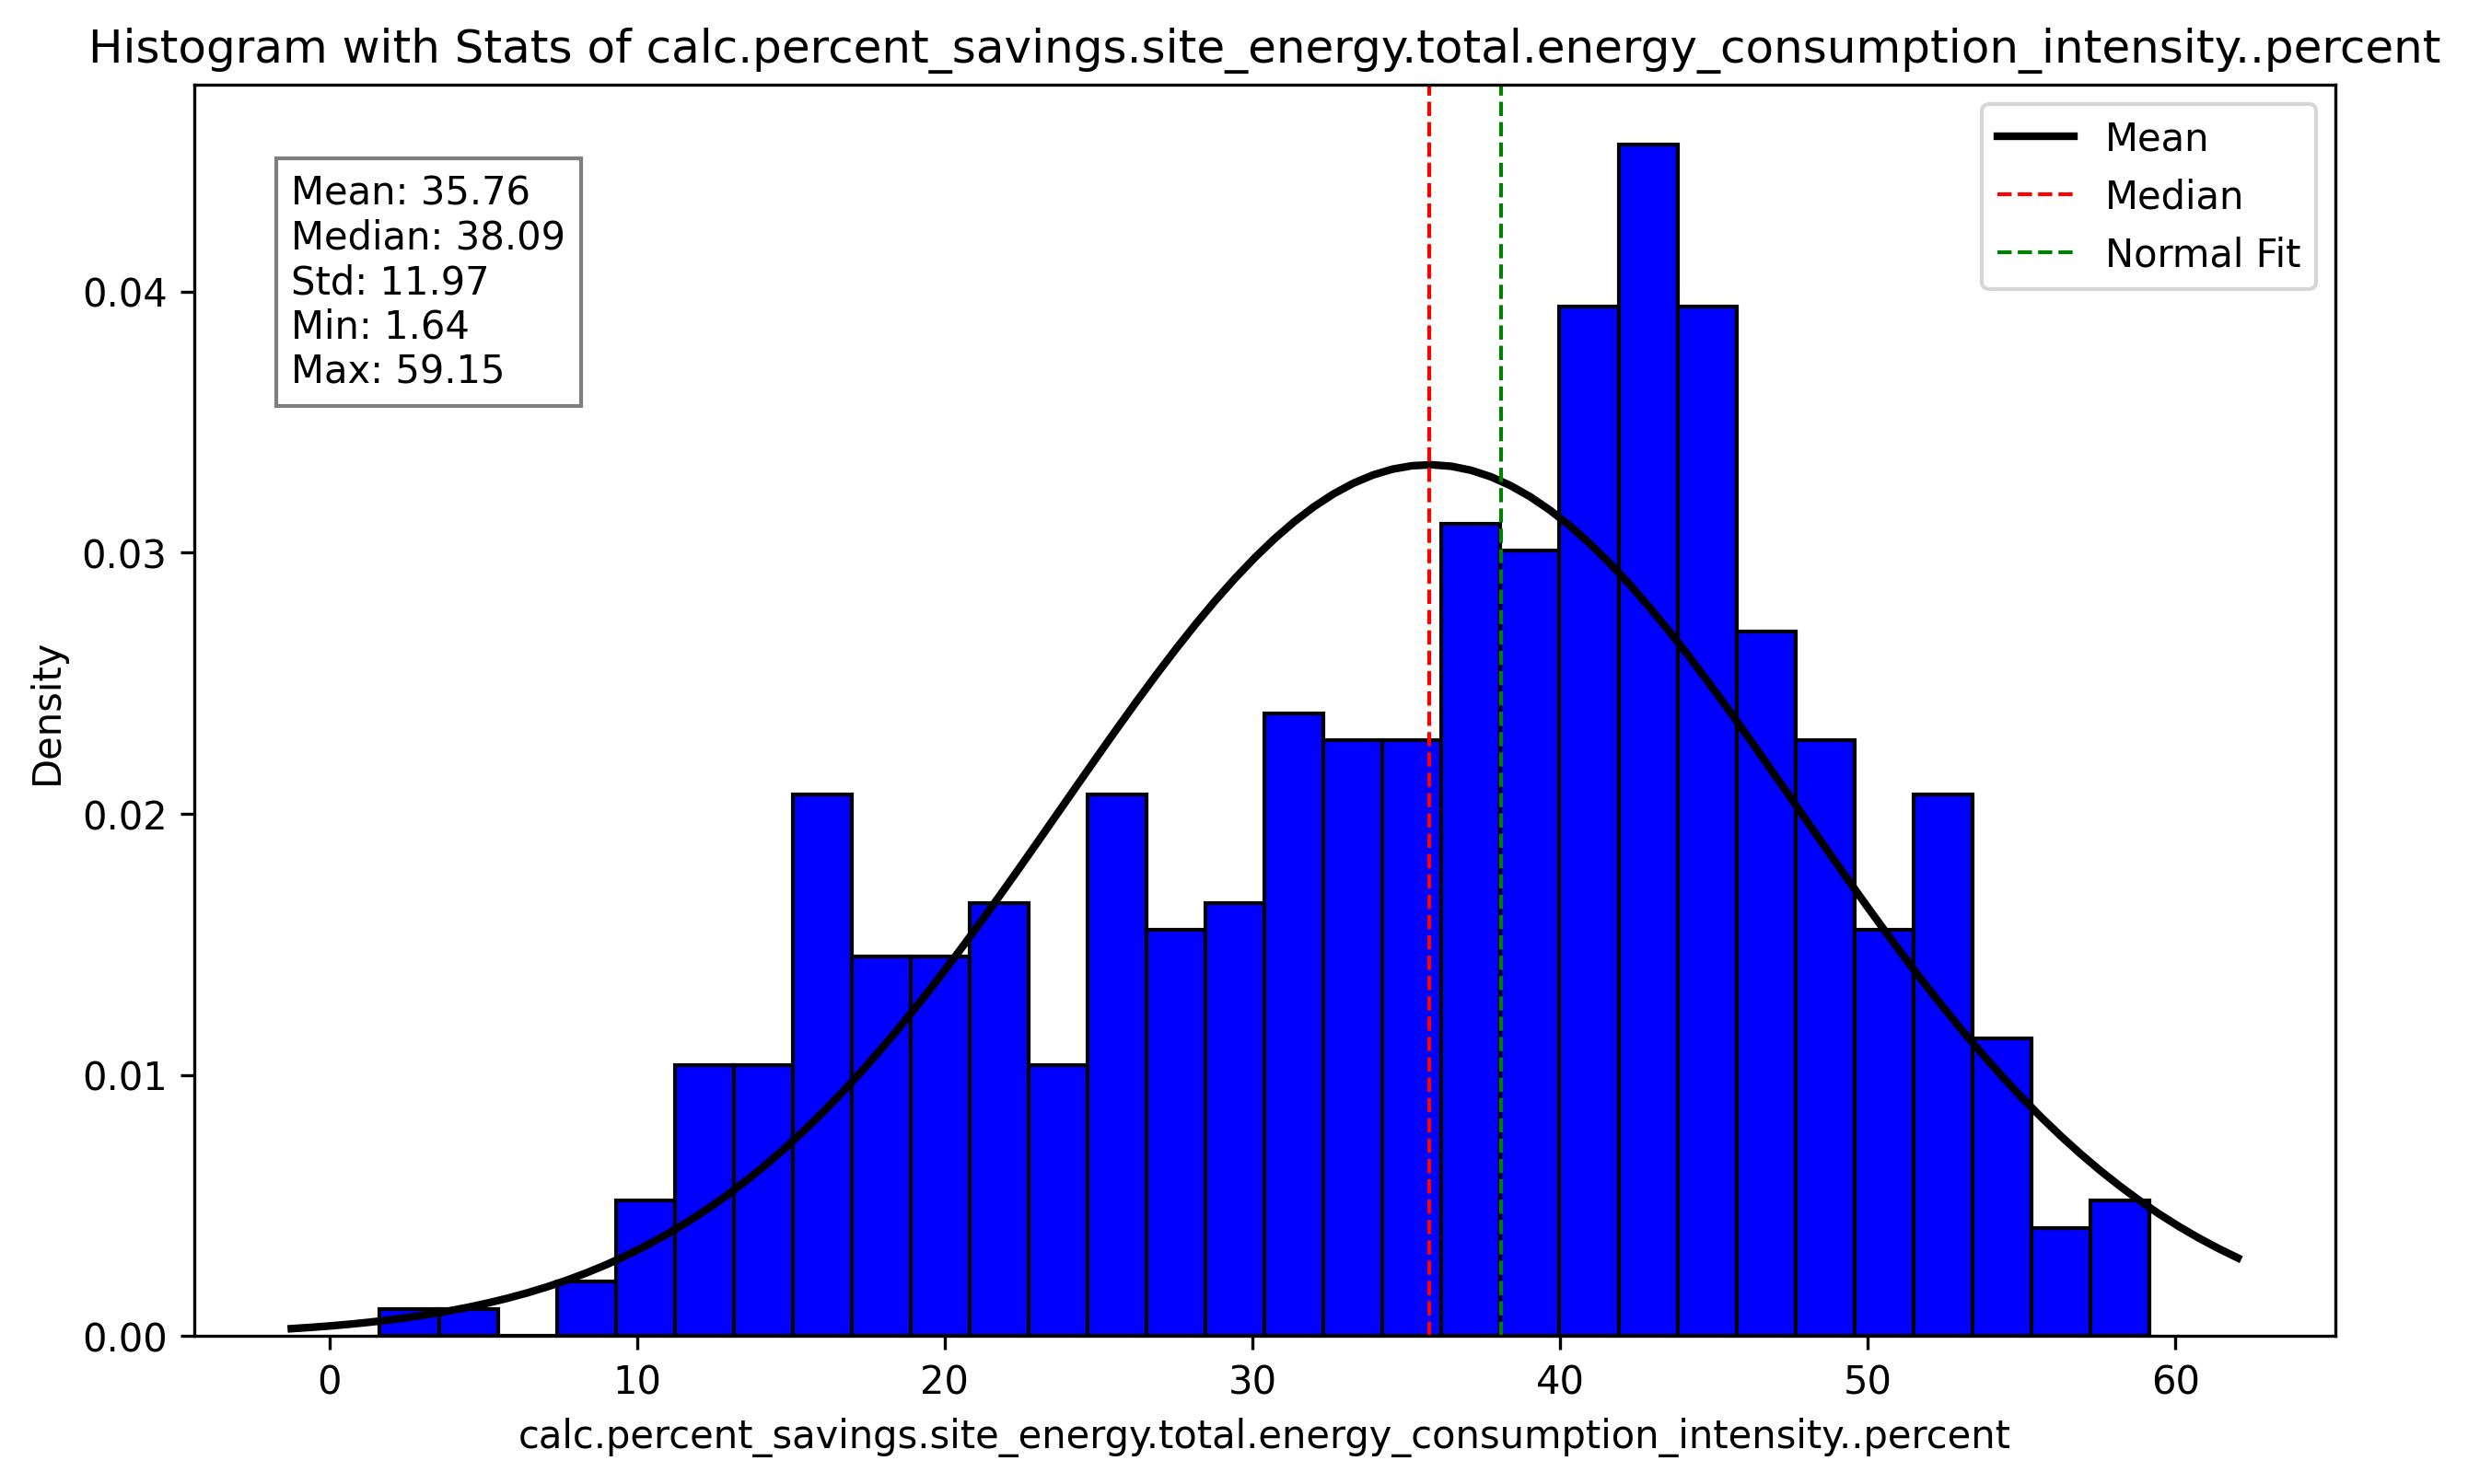 Histogram with Stats of calc.percent_savings.site_energy.total.energy_consumption_intensity..percent
Mean: 35.76
Median: 38.09
Std: 11.97
Min: 1.64
Max: 59.15
Mean
Median
Normal Fit
0.04
0.03
0.02
0.01
0.00
Density
0 10 20 30 40 50 60
calc.percent_savings.site_energy.total.energy_consumption_intensity..percent